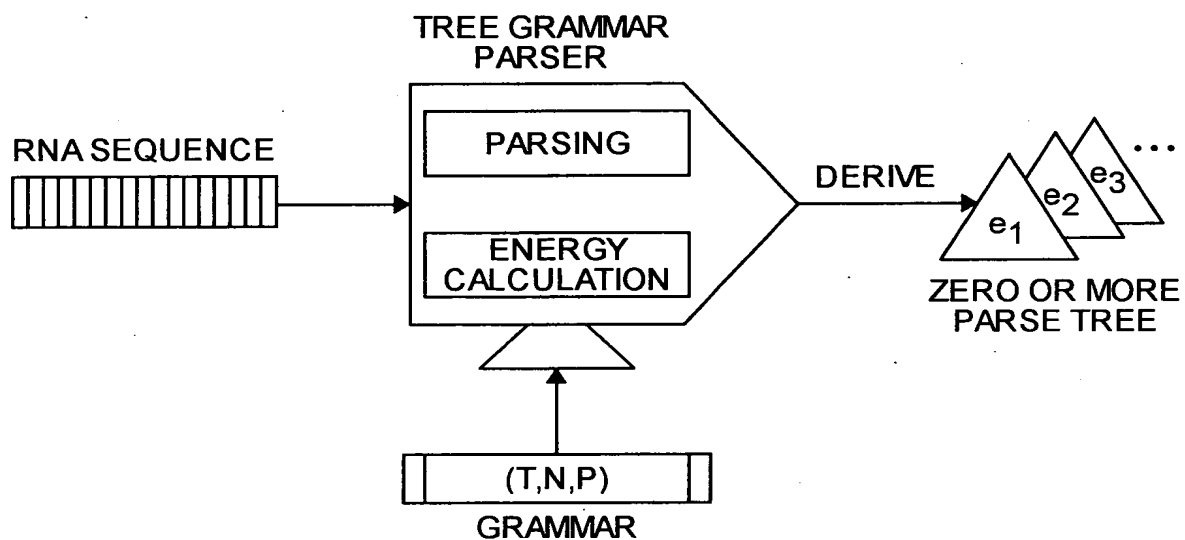 TREE GRAMMAR
PARSER
RNA SEQUENCE
PARSING
ENERGY
CALCULATION
DERIVE
e1
e2
e3
...
ZERO OR MORE
PARSE TREE
(T,N,P)
GRAMMAR